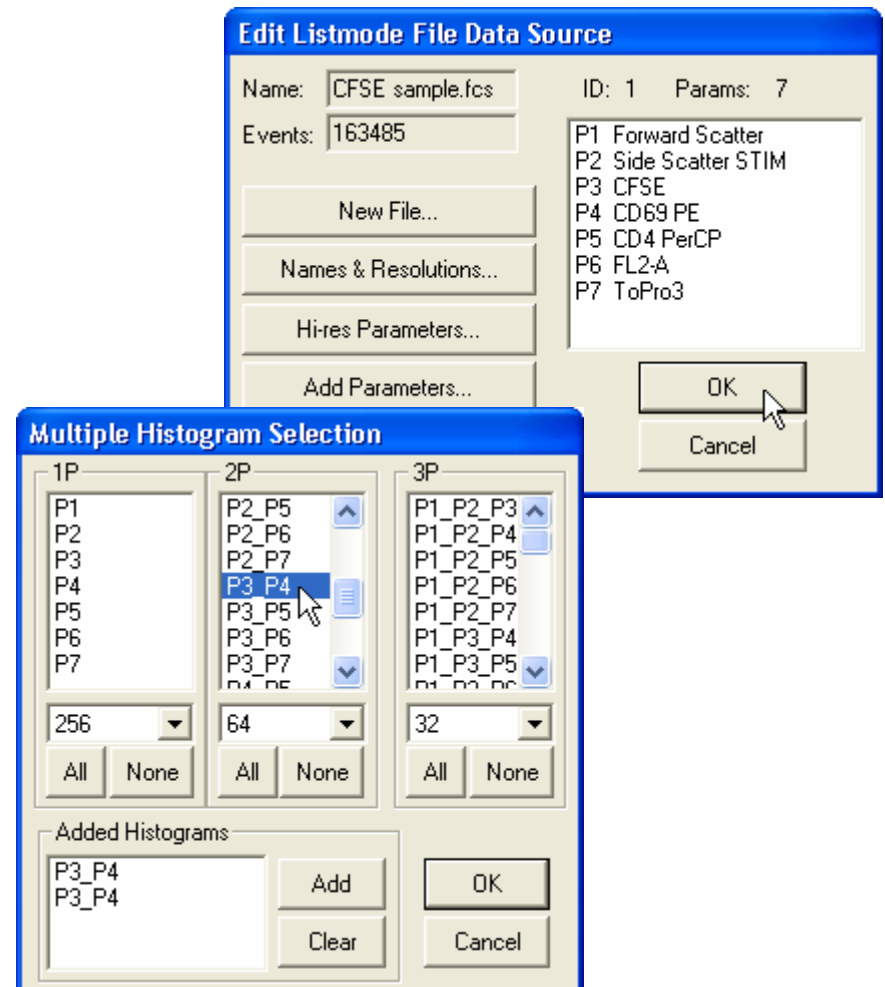 Edit Listmode File Data Source
Name: CFSE sample.fcs
Events: 163485
New File...
Names & Resolutions...
Hi-res Parameters...
Add Parameters...
ID: 1 Params: 7
P1 Forward Scatter
P2 Side Scatter STIM
P3 CFSE
P4 CD69 PE
P5 CD4 PerCP
P6 FL2-A
P7 ToPro3
OK
Cancel
Multiple Histogram Selection
1P
P1
P2
P3
P4
P5
P6
P7
256
All None
2P
P2_P5
P2_P6
P2_P7
P3_P4
P3_P5
P3_P6
P3_P7
64
All None
3P
P1_P2_P3
P1_P2_P4
P1_P2_P5
P1_P2_P6
P1_P2_P7
P1_P3_P4
P1_P3_P5
32
All None
Added Histograms
P3_P4
P3_P4
Add
Clear
OK
Cancel